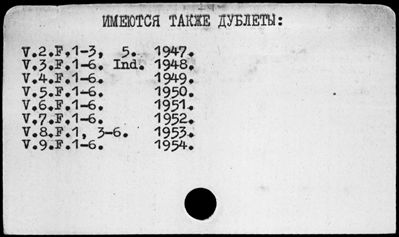 ИМЕЮТСЯ ТАКЖЕ ДУБЛЕТЫ:
V.2.F.1-3, 5. 1947.
V.3.F.1-6. Ind. 1948.
V.4.F.1-6. 1949.
V.5.F.1-6. 1950.
V.6.F.1-6. 1951.
V.7.F.1-6. 1952.
V.8.F.1, 3-6. 1953.
V.9.F.1-6. 1954.